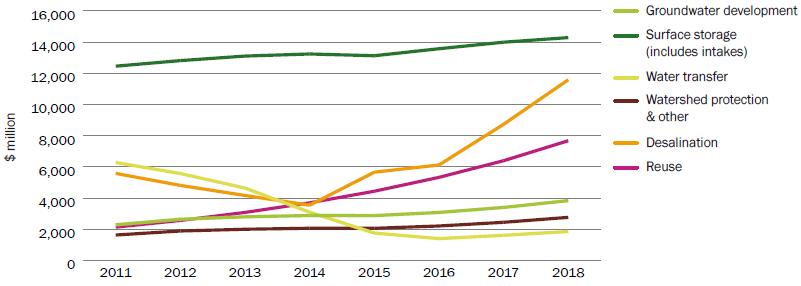 16,000
14,000
12,000
10,000
8,000
6,000
4,000
2,000
0
$ million
2011 2012 2013 2014 2015 2016 2017 2018
Groundwater development
Surface storage
(includes intakes)
Water transfer
Watershed protection
& other
Desalination
Reuse